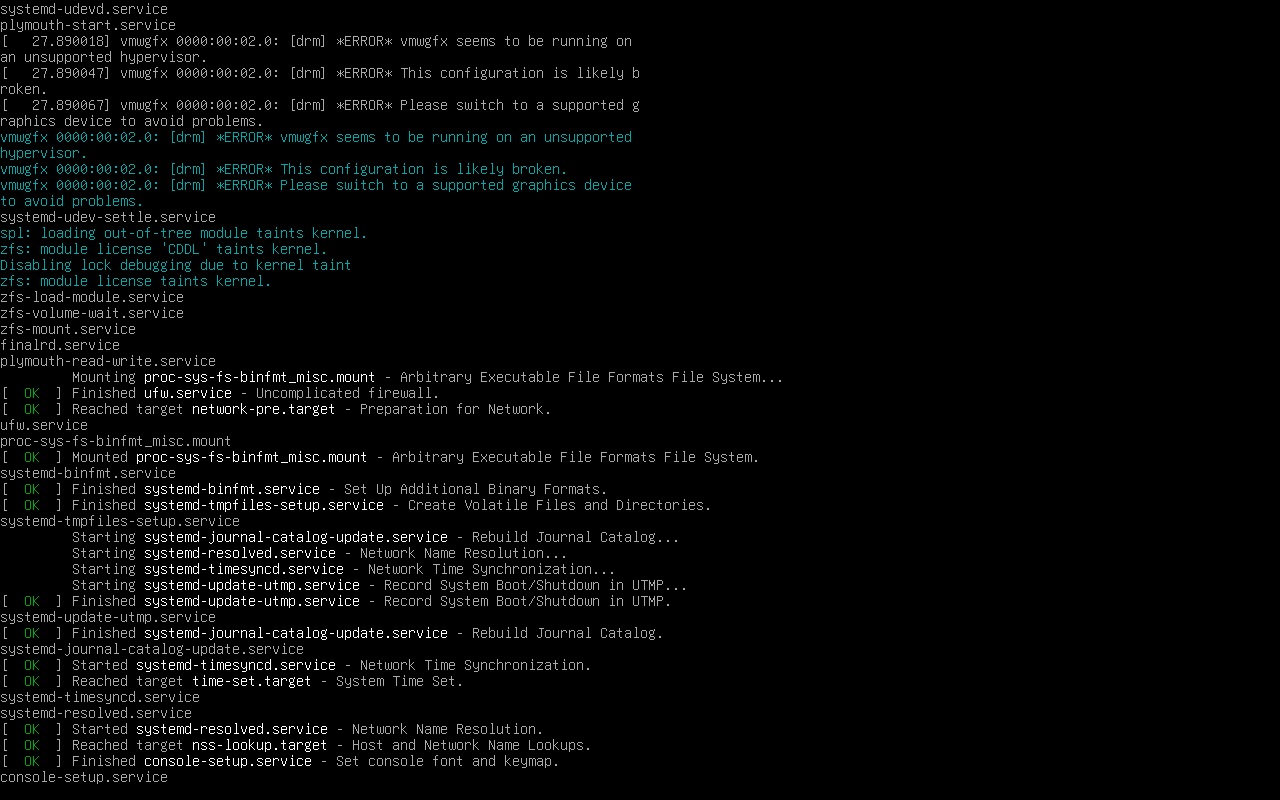 systemd-udevd.service
plymouth-start.service
[   27.890018] vmwgfx 0000:00:02.0: [drm] *ERROR* vmwgfx seems to be running on
an unsupported hypervisor.
[   27.890047] vmwgfx 0000:00:02.0: [drm] *ERROR* This configuration is likely b
roken.
[   27.890067] vmwgfx 0000:00:02.0: [drm] *ERROR* Please switch to a supported g
raphics device to avoid problems.
vmwgfx 0000:00:02.0: [drm] *ERROR* vmwgfx seems to be running on an unsupported
hypervisor.
vmwgfx 0000:00:02.0: [drm] *ERROR* This configuration is likely broken.
vmwgfx 0000:00:02.0: [drm] *ERROR* Please switch to a supported graphics device
to avoid problems.
systemd-udev-settle.service
spl: loading out-of-tree module taints kernel.
zfs: module license 'CDDL' taints kernel.
Disabling lock debugging due to kernel taint
zfs: module license taints kernel.
zfs-load-module.service
zfs-volume-wait.service
zfs-mount.service
finalrd.service
plymouth-read-write.service
         Mounting proc-sys-fs-binfmt_misc.mount - Arbitrary Executable File Formats File System...
[  OK  ] Finished ufw.service - Uncomplicated firewall.
[  OK  ] Reached target network-pre.target - Preparation for Network.
ufw.service
proc-sys-fs-binfmt_misc.mount
[  OK  ] Mounted proc-sys-fs-binfmt_misc.mount - Arbitrary Executable File Formats File System.
systemd-binfmt.service
[  OK  ] Finished systemd-binfmt.service - Set Up Additional Binary Formats.
[  OK  ] Finished systemd-tmpfiles-setup.service - Create Volatile Files and Directories.
systemd-tmpfiles-setup.service
         Starting systemd-journal-catalog-update.service - Rebuild Journal Catalog...
         Starting systemd-resolved.service - Network Name Resolution...
         Starting systemd-timesyncd.service - Network Time Synchronization...
         Starting systemd-update-utmp.service - Record System Boot/Shutdown in UTMP...
[  OK  ] Finished systemd-update-utmp.service - Record System Boot/Shutdown in UTMP.
systemd-update-utmp.service
[  OK  ] Finished systemd-journal-catalog-update.service - Rebuild Journal Catalog.
systemd-journal-catalog-update.service
[  OK  ] Started systemd-timesyncd.service - Network Time Synchronization.
[  OK  ] Reached target time-set.target - System Time Set.
systemd-timesyncd.service
systemd-resolved.service
[  OK  ] Started systemd-resolved.service - Network Name Resolution.
[  OK  ] Reached target nss-lookup.target - Host and Network Name Lookups.
[  OK  ] Finished console-setup.service - Set console font and keymap.
console-setup.service